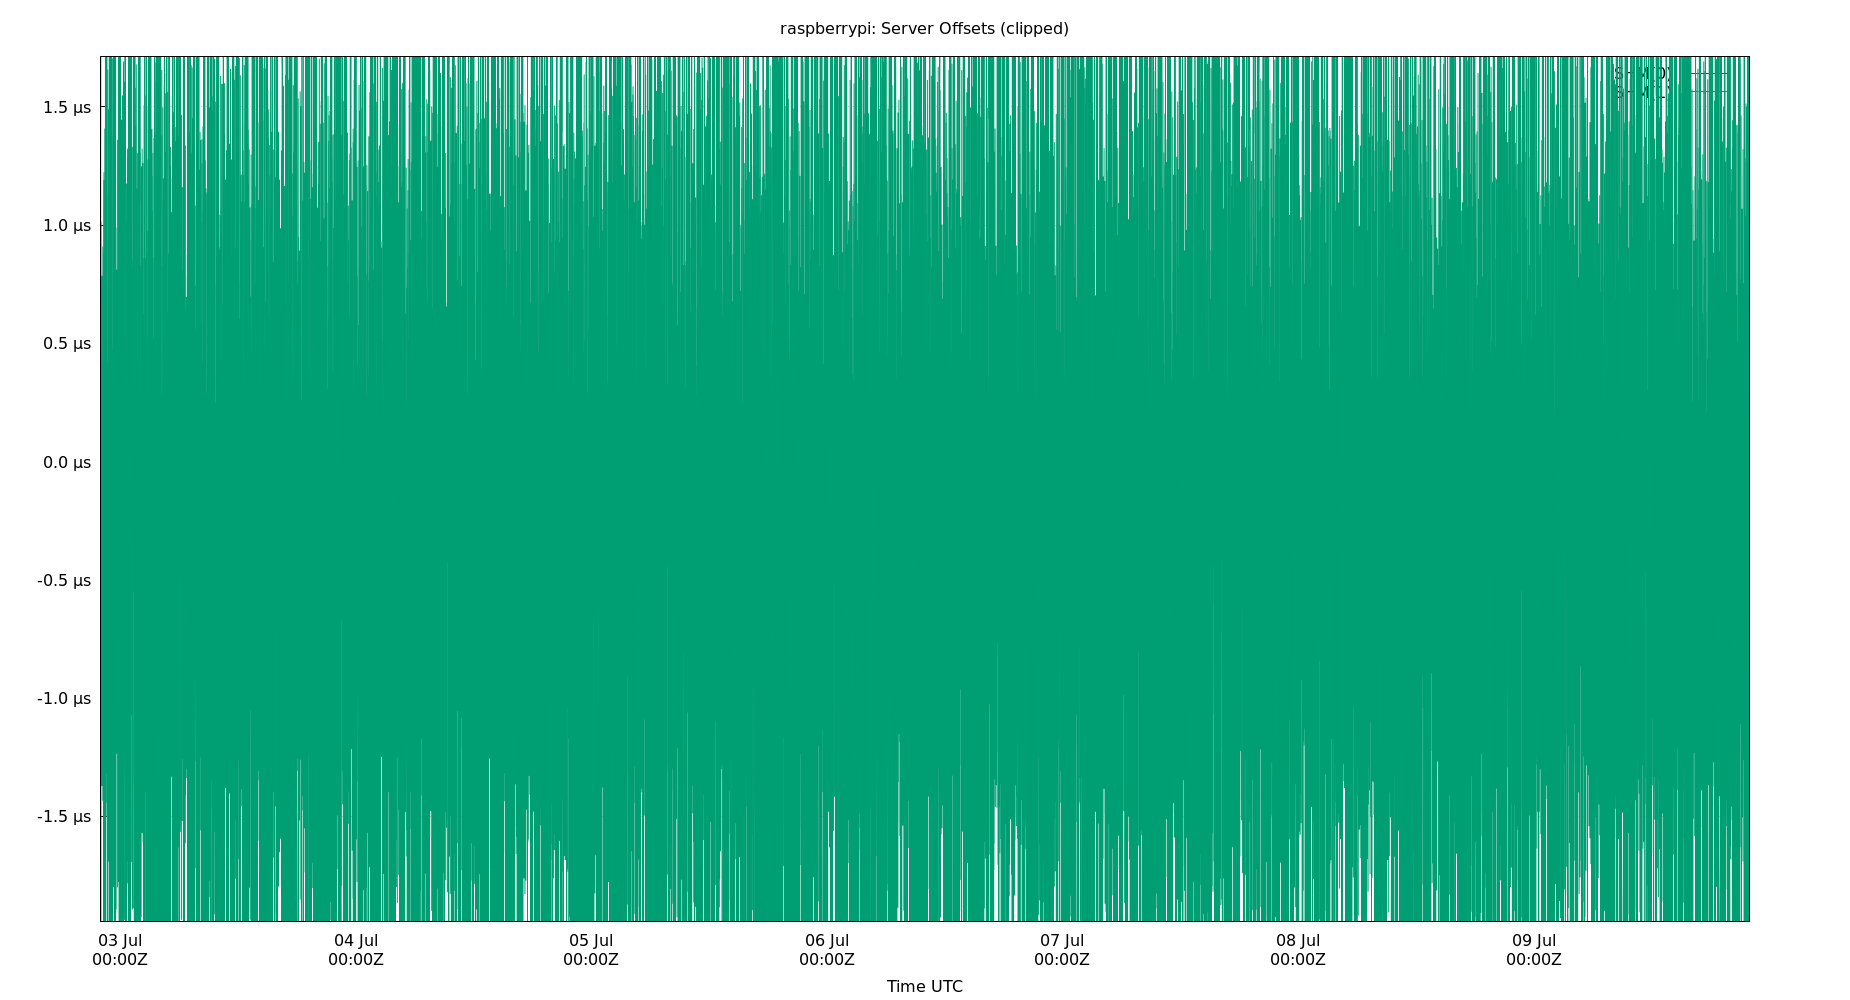 raspberrypi: Server Offsets (clipped)
1.5 µs
1.0 µs
0.5 µs
0.0 µs
-0.5 µs
-1.0 µs
-1.5 µs
03 Jul 04 Jul 05 Jul 06 Jul 07 Jul 08 Jul 09 Jul
00:00Z 00:00Z 00:00Z 00:00Z 00:00Z 00:00Z 00:00Z
Time UTC